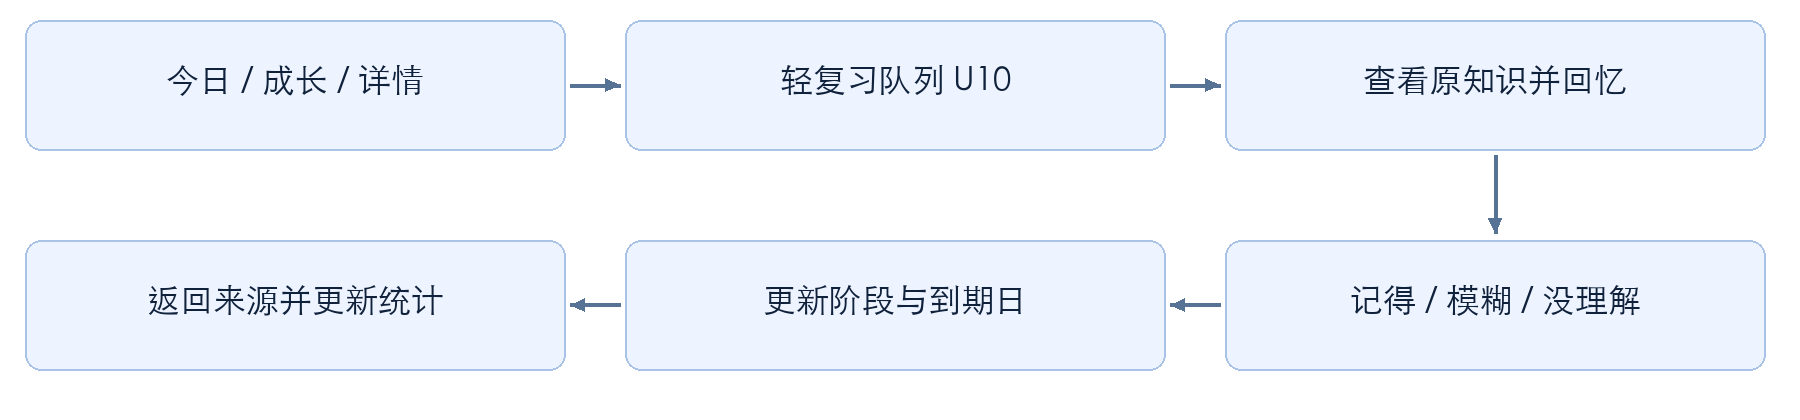 今日 / 成长 / 详情
轻复习队列 U10
查看原知识并回忆
记得 / 模糊 / 没理解
更新阶段与到期日
返回来源并更新统计